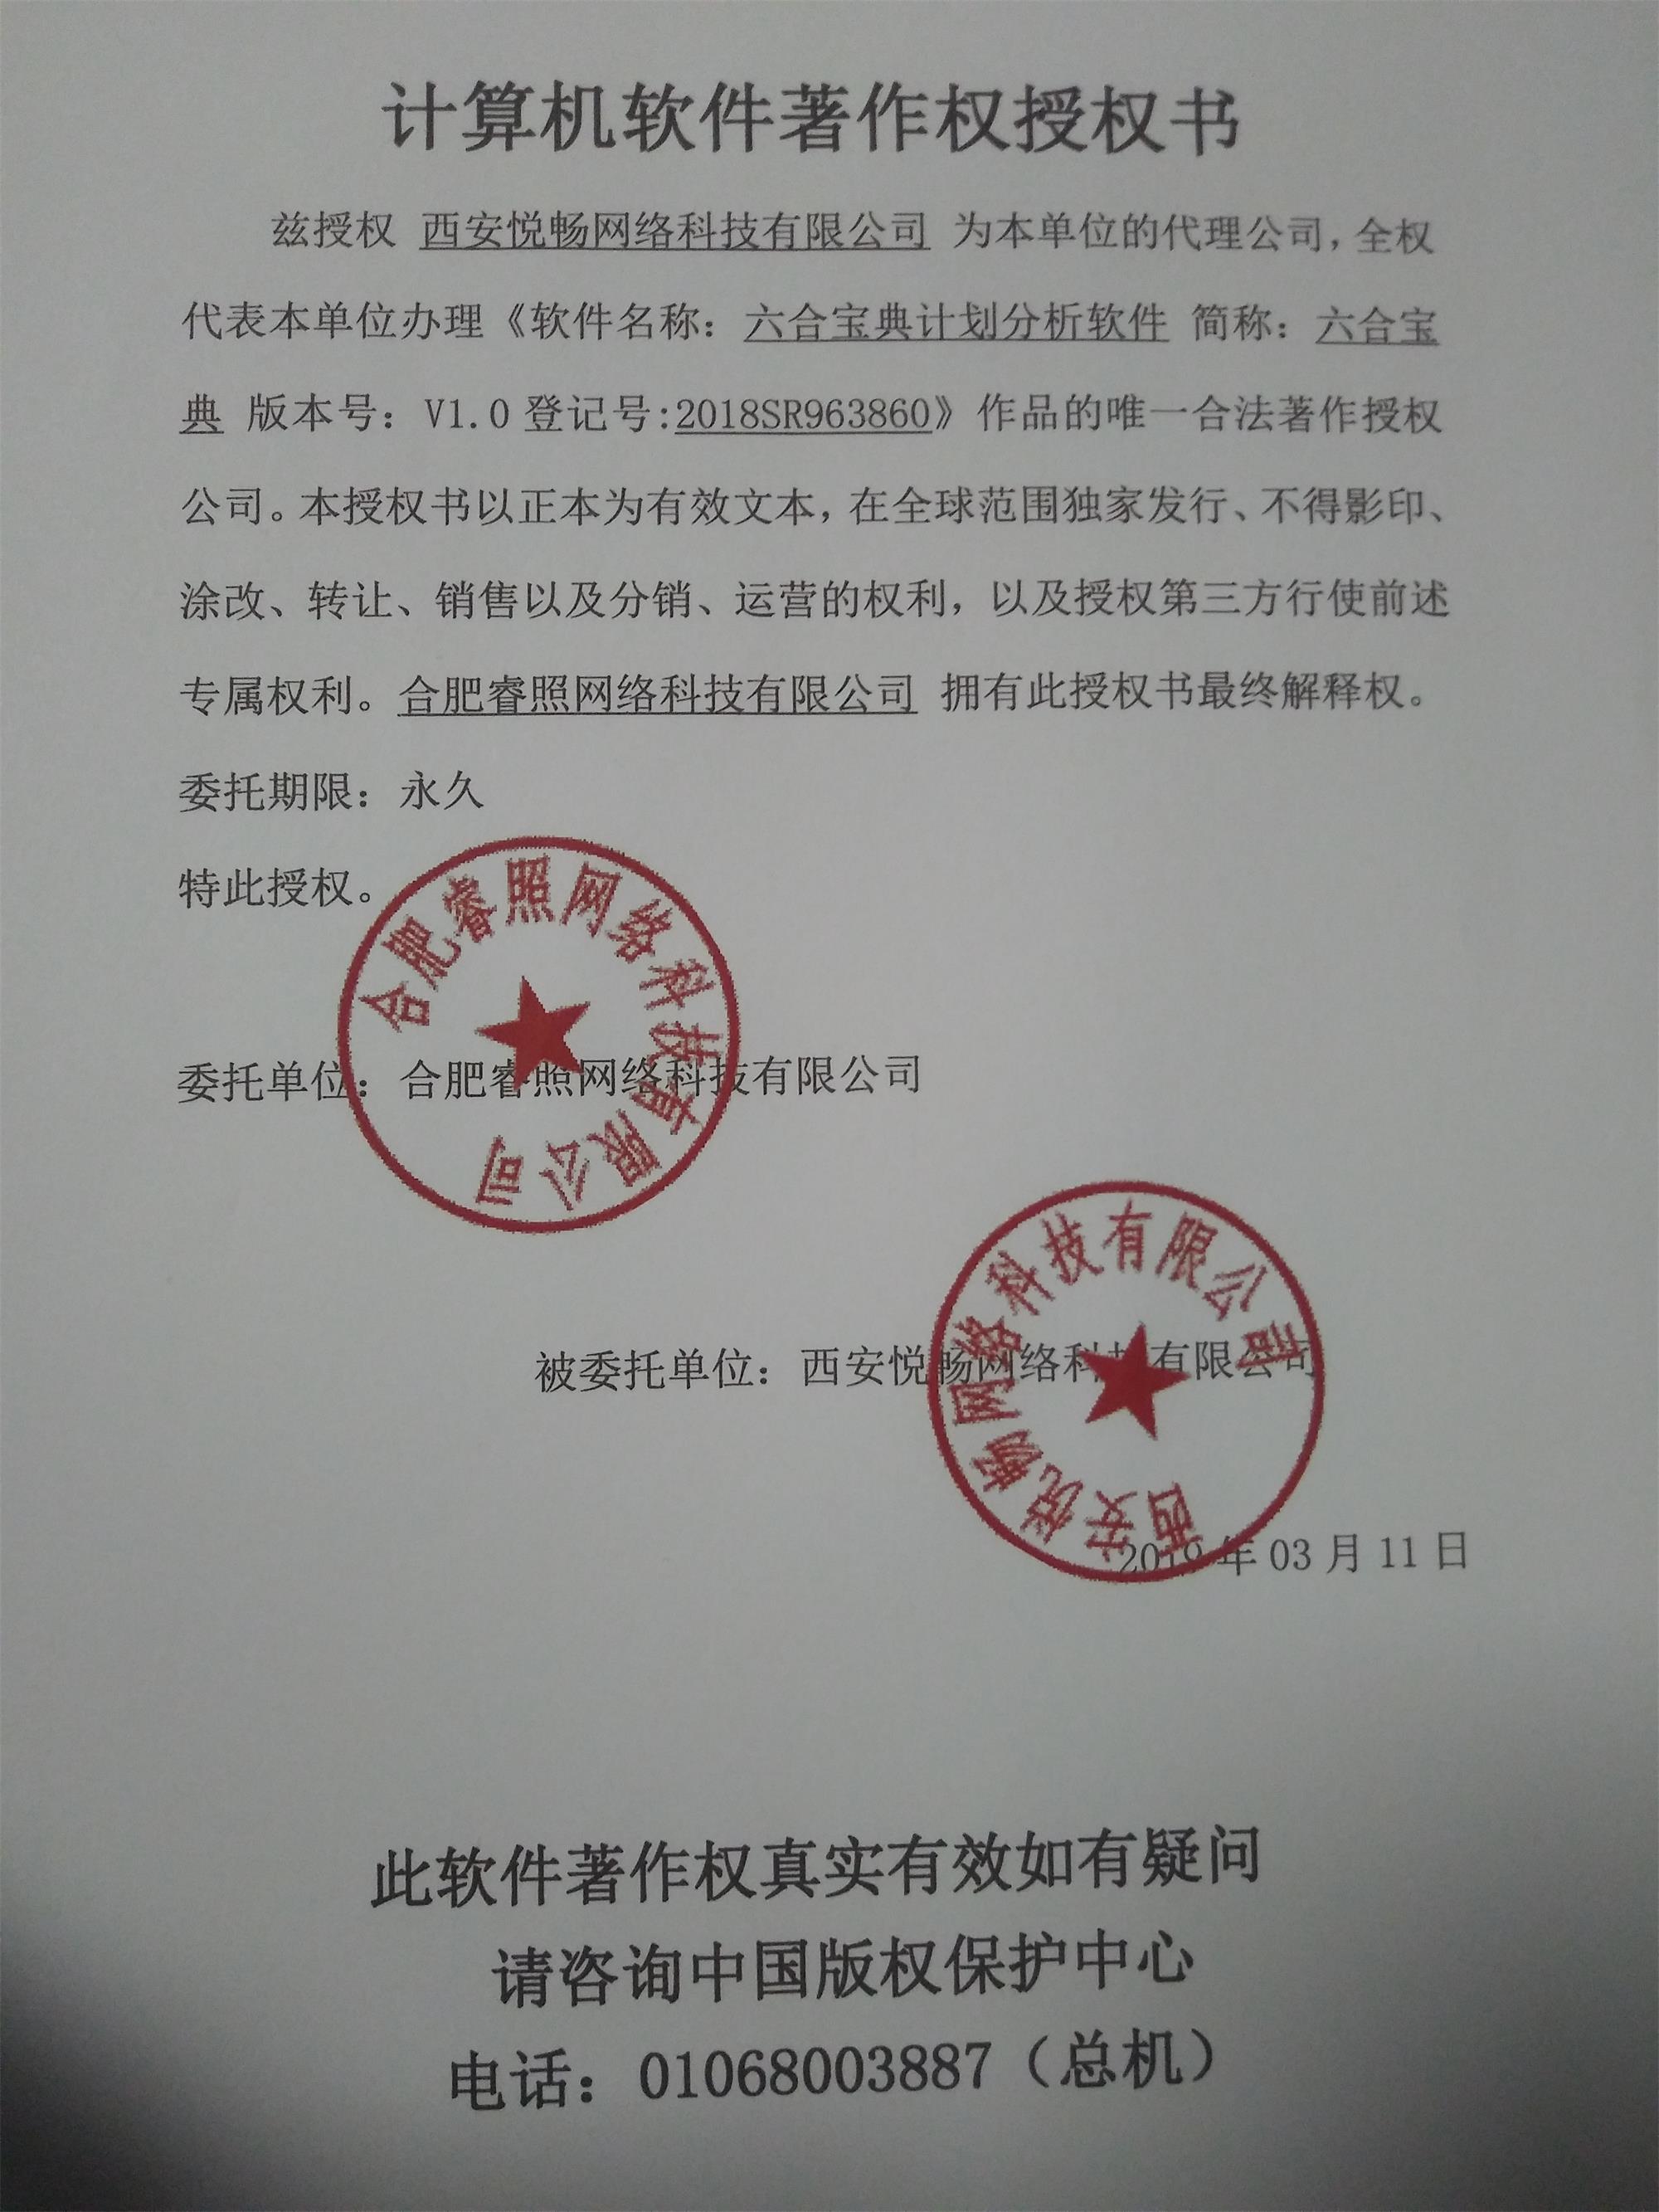 计算机软件著作权授权书
兹授权 西安悦畅网络科技有限公司 为本单位的代理公司，全权
代表本单位办理《软件名称：六合宝典计划分析软件 简称：六合宝
典 版本号：V1.0 登记号:2018SR963860》作品的唯一合法著作授权
公司。本授权书以正本为有效文本，在全球范围独家发行、不得影印、
涂改、转让、销售以及分销、运营的权利，以及授权第三方行使前述
专属权利。合肥睿照网络科技有限公司 拥有此授权书最终解释权。
委托期限：永久
特此授权。
合肥睿照网络科技有限公司
委托单位：合肥睿照网络科技有限公司
西安悦畅网络科技有限公司
被委托单位：西安悦畅网络科技有限公司
2019 年 03 月 11 日
此软件著作权真实有效如有疑问
请咨询中国版权保护中心
电话：01068003887（总机）